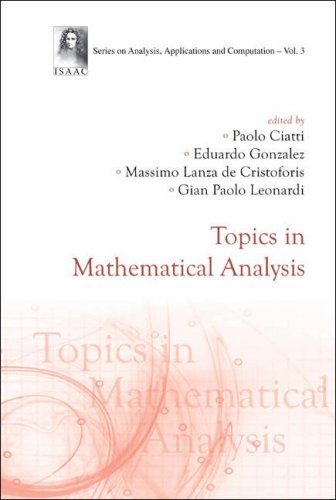 ISAAC
Series on Analysis, Applications and Computation – Vol. 3
edited by
Paolo Ciatti
Eduardo Gonzalez
Massimo Lanza de Cristoforis
Gian Paolo Leonardi
Topics in
Mathematical Analysis
Topics in
Mathematical
Analysis